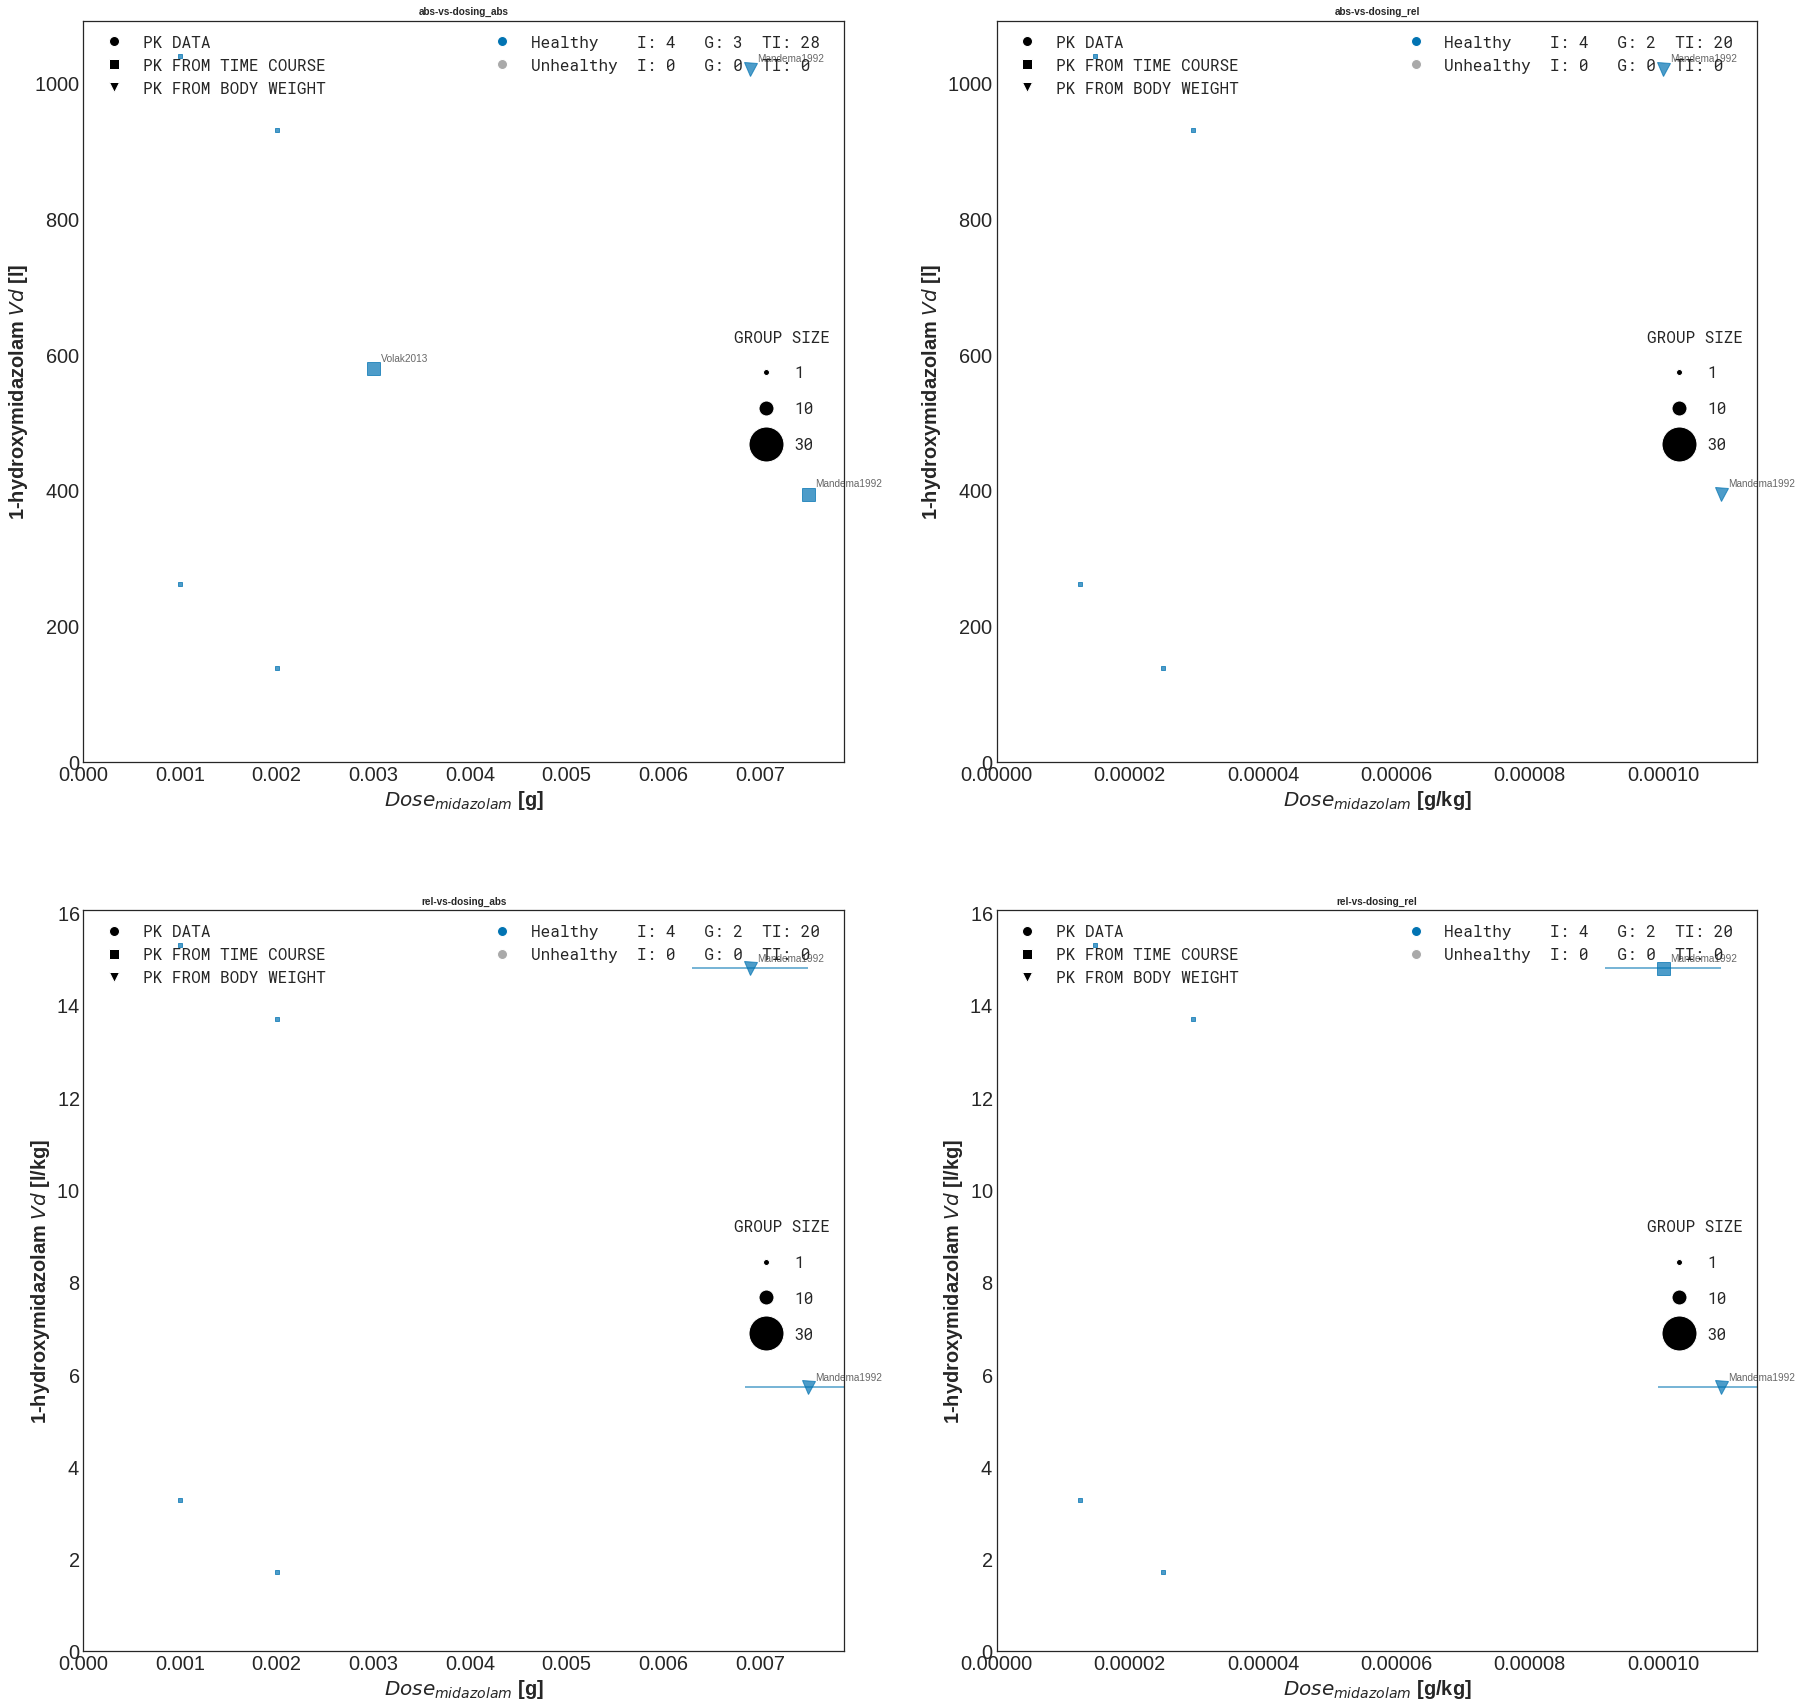 abs-vs-dosing_abs
PK DATA
PK FROM TIME COURSE
PK FROM BODY WEIGHT
Healthy I: 4 G: 3 TI: 28
Unhealthy I: 0 G: 0 TI: 0
Mandema1992
Volak2013
GROUP SIZE
1
10
30
Mandema1992
1000
800
600
400
200
0
1-hydroxymidazolam Vd [l]
0.000 0.001 0.002 0.003 0.004 0.005 0.006 0.007
Dose_midazolam [g]
abs-vs-dosing_rel
PK DATA
PK FROM TIME COURSE
PK FROM BODY WEIGHT
Healthy I: 4 G: 2 TI: 20
Unhealthy I: 0 G: 0 TI: 0
Mandema1992
GROUP SIZE
1
10
30
Mandema1992
1000
800
600
400
200
0
1-hydroxymidazolam Vd [l]
0.00000 0.00002 0.00004 0.00006 0.00008 0.00010
Dose_midazolam [g/kg]
rel-vs-dosing_abs
PK DATA
PK FROM TIME COURSE
PK FROM BODY WEIGHT
Healthy I: 4 G: 2 TI: 20
Unhealthy I: 0 G: 0 TI: 0
Mandema1992
GROUP SIZE
1
10
30
Mandema1992
16
14
12
10
8
6
4
2
0
1-hydroxymidazolam Vd [l/kg]
0.000 0.001 0.002 0.003 0.004 0.005 0.006 0.007
Dose_midazolam [g]
rel-vs-dosing_rel
PK DATA
PK FROM TIME COURSE
PK FROM BODY WEIGHT
Healthy I: 4 G: 2 TI: 20
Unhealthy I: 0 G: 0 TI: 0
Mandema1992
GROUP SIZE
1
10
30
Mandema1992
16
14
12
10
8
6
4
2
0
1-hydroxymidazolam Vd [l/kg]
0.00000 0.00002 0.00004 0.00006 0.00008 0.00010
Dose_midazolam [g/kg]